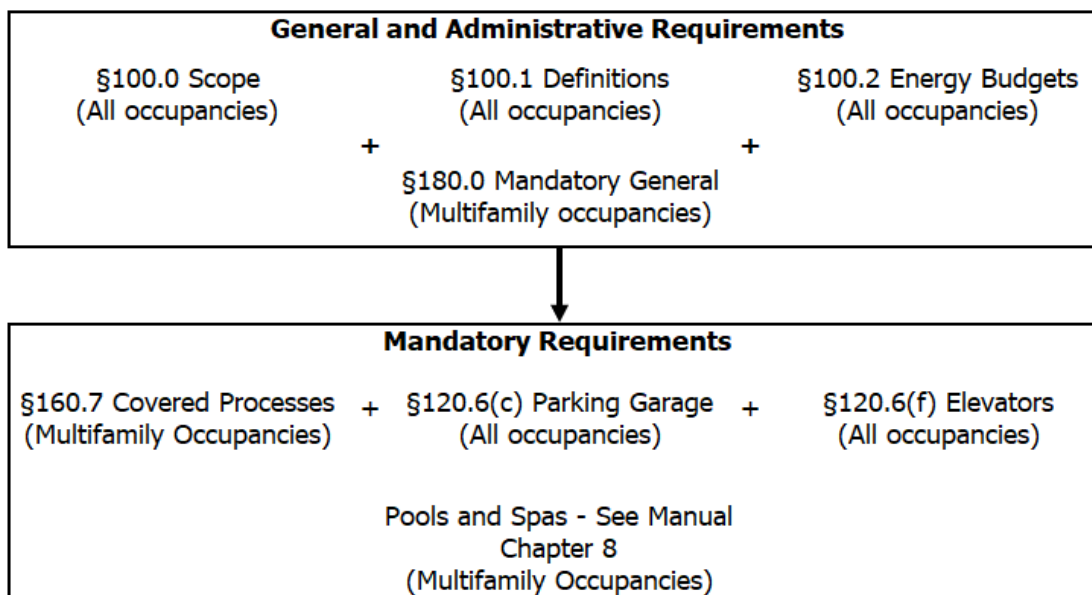 General and Administrative Requirements
§100.0 Scope
(All occupancies)
+
§100.1 Definitions
(All occupancies)
+
§100.2 Energy Budgets
(All occupancies)
§180.0 Mandatory General
(Multifamily occupancies)
Mandatory Requirements
§160.7 Covered Processes
(Multifamily Occupancies)
+
§120.6(c) Parking Garage
(All occupancies)
+
§120.6(f) Elevators
(All occupancies)
Pools and Spas - See Manual
Chapter 8
(Multifamily Occupancies)